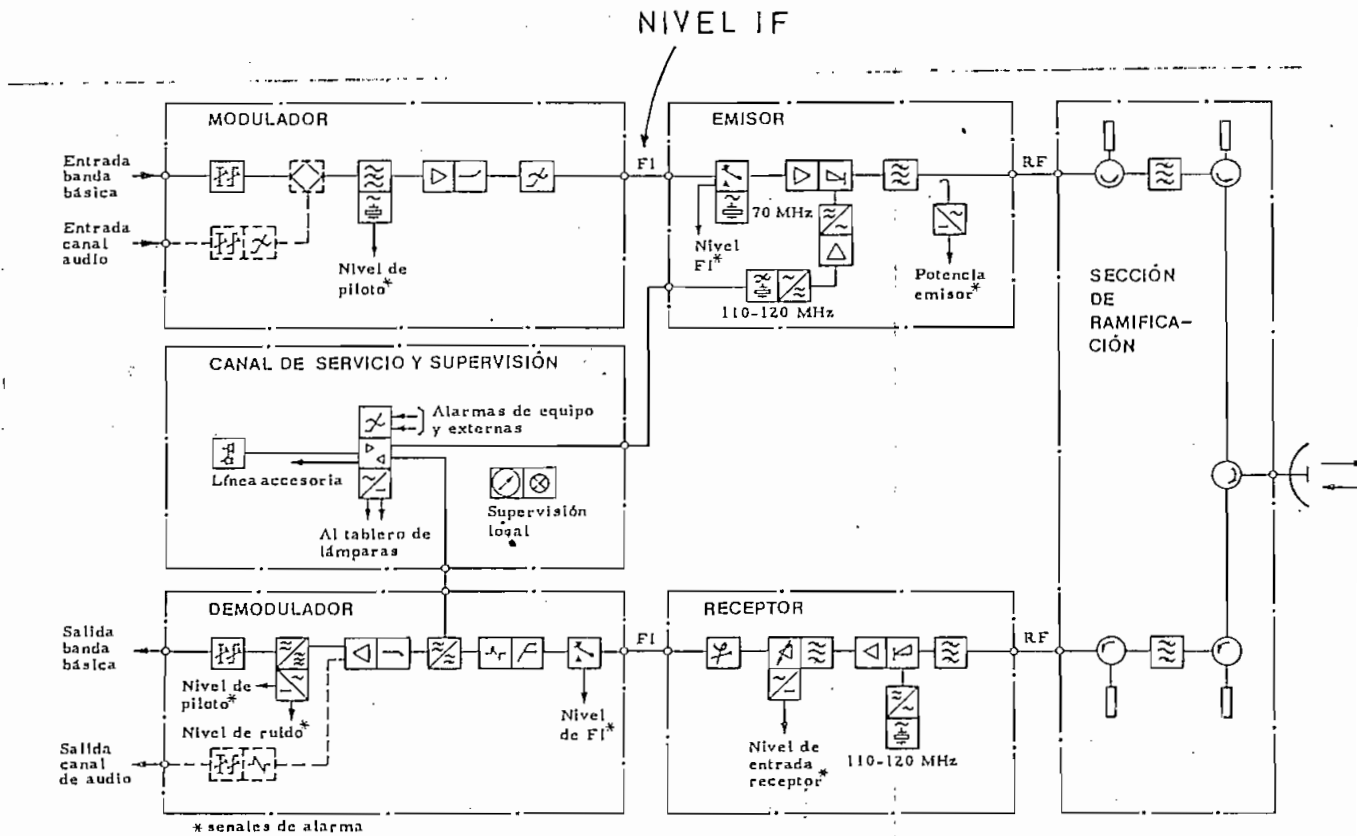 NIVEL IF
MODULADOR
EMISOR
Entrada
banda
básica
FI
RF
70 MHz
Entrada
canal
audio
Nivel de
piloto*
Nivel
FI*
Potencia
emisor*
110-120 MHz
SECCIÓN
DE
RAMIFICA-
CIÓN
CANAL DE SERVICIO Y SUPERVISIÓN
Alarmas de equipo
y externas
Línea accesoria
Supervisión
local
Al tablero de
lámparas
DEMODULADOR
RECEPTOR
Salida
banda
básica
FI
RF
Nivel de
piloto*
Nivel de ruido*
Nivel
de FI*
Nivel de
entrada
receptor*
110-120 MHz
Salida
canal
de audio
* senales de alarma